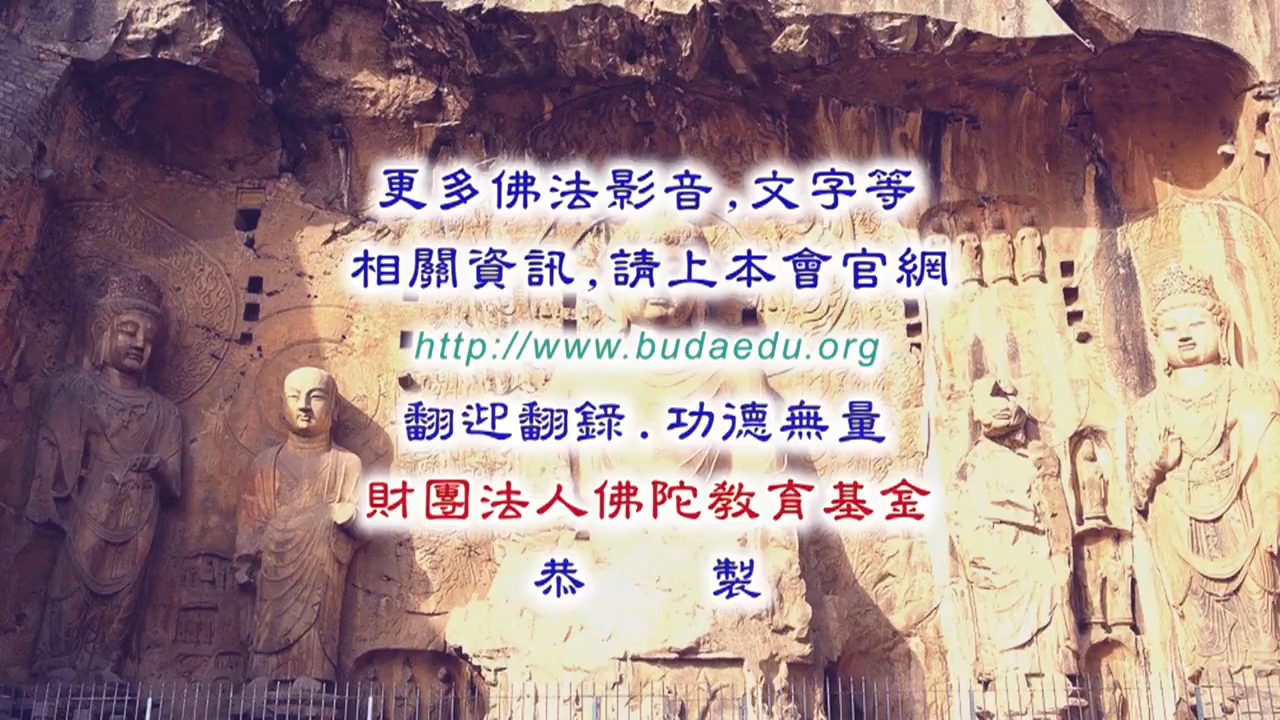 更多佛法影音,文字等
相關資訊,請上本會官網
http://www.budaedu.org
翻迎翻錄.功德無量
財團法人佛陀教育基金
恭 製